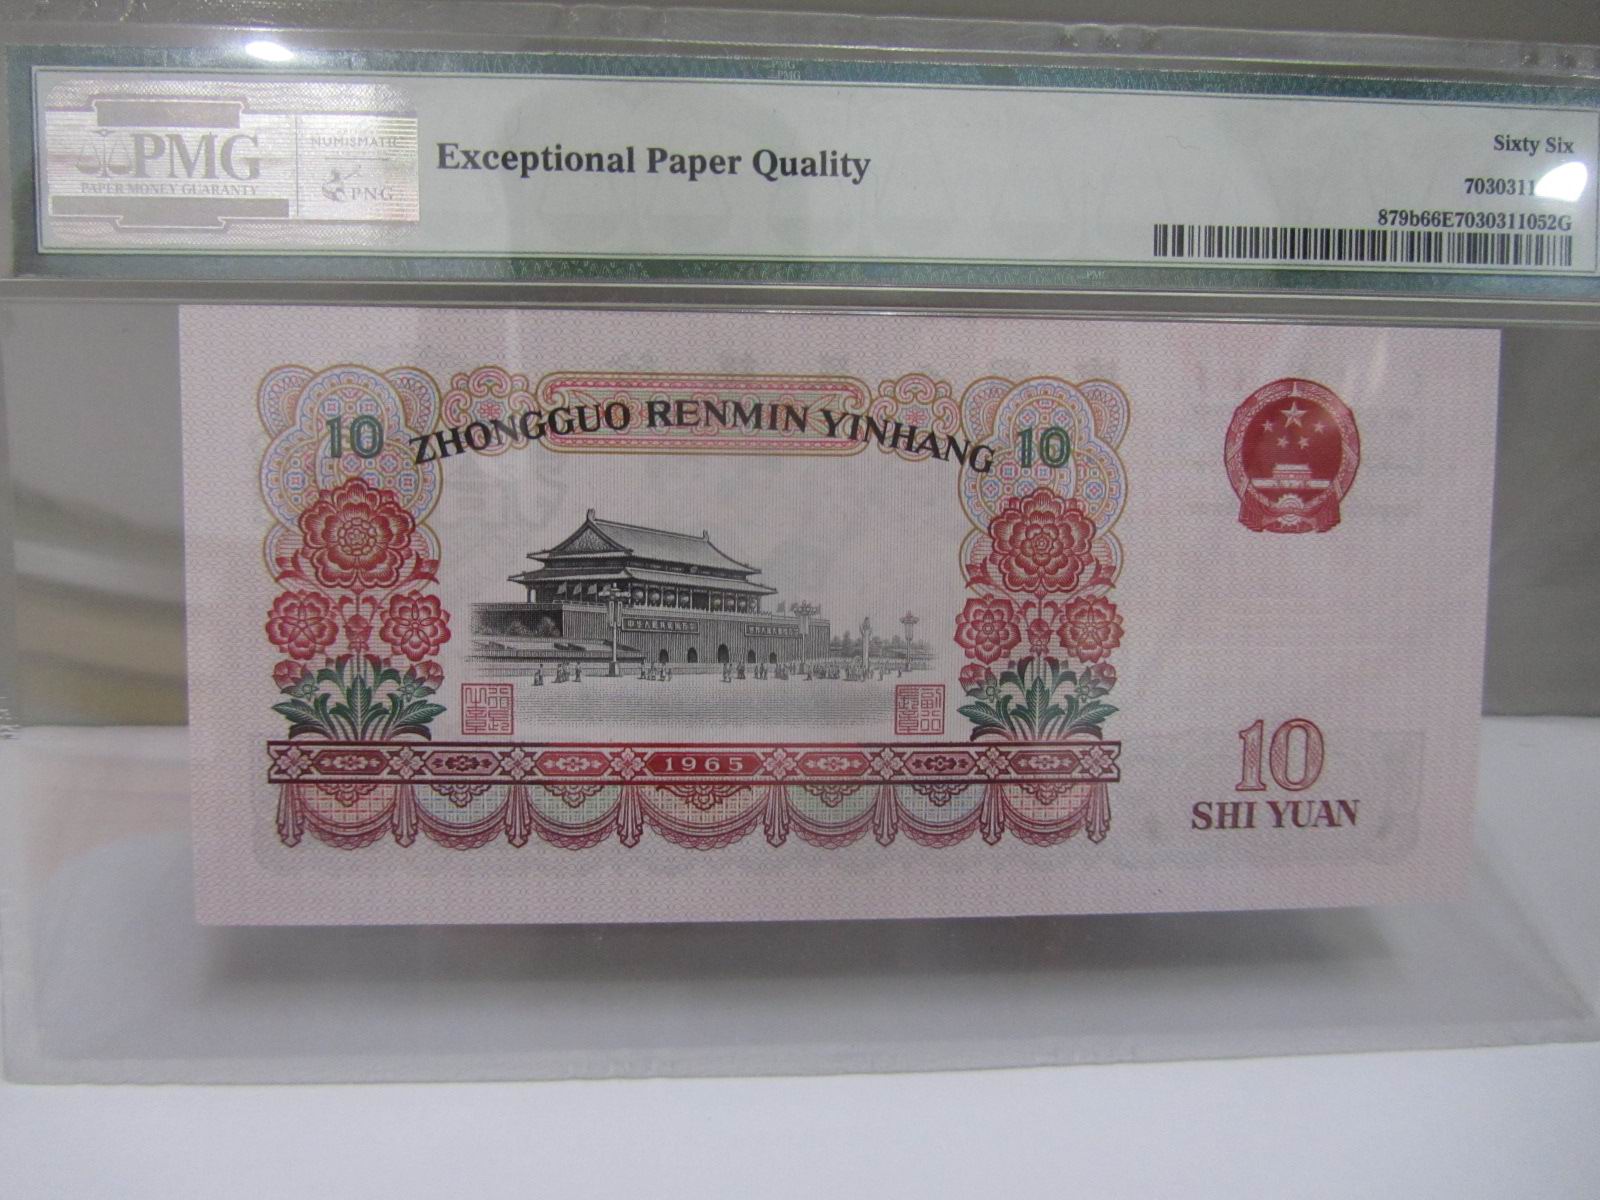 PMG
PAPER MONEY GUARANTY
NUMISMATIC
PNG
Exceptional Paper Quality
Sixty Six
7030311
879b66E7030311052G
10
ZHONGGUO RENMIN YINHANG
10
1965
10
SHI YUAN